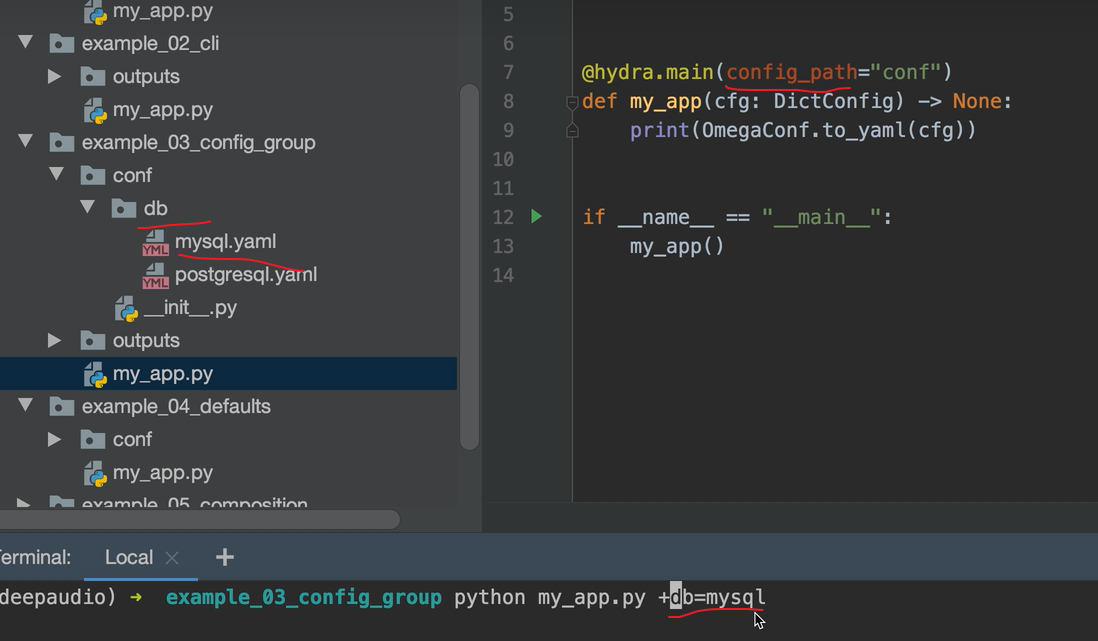 my_app.py
example_02_cli
outputs
my_app.py
example_03_config_group
conf
db
YML mysql.yaml
YML postgresql.yaml
__init__.py
outputs
my_app.py
example_04_defaults
conf
my_app.py
example_05_composition
5
6
7 @hydra.main(config_path="conf")
8 def my_app(cfg: DictConfig) -> None:
9     print(OmegaConf.to_yaml(cfg))
10
11
12 if __name__ == "__main__":
13     my_app()
14
erminal: Local × +
deepaudio) → example_03_config_group python my_app.py +db=mysql